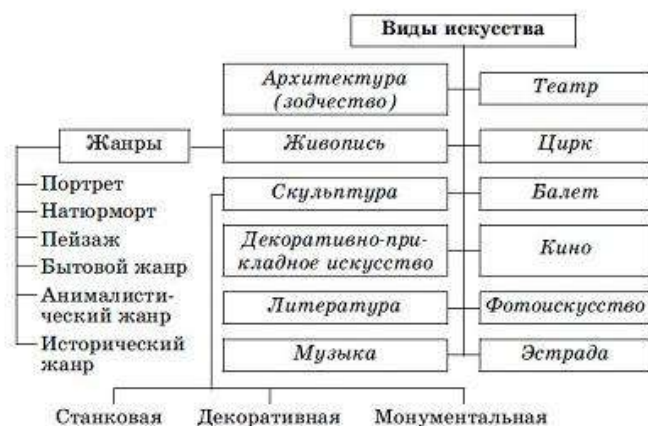 Виды искусства
Архитектура
(зодчество)
Театр
Жанры
Живопись
Цирк
Портрет
Натюрморт
Пейзаж
Бытовой жанр
Анималисти-
ческий жанр
Исторический
жанр
Скульптура
Балет
Декоративно-при-
кладное искусство
Кино
Литература
Фотоискусство
Музыка
Эстрада
Станковая
Декоративная
Монументальная